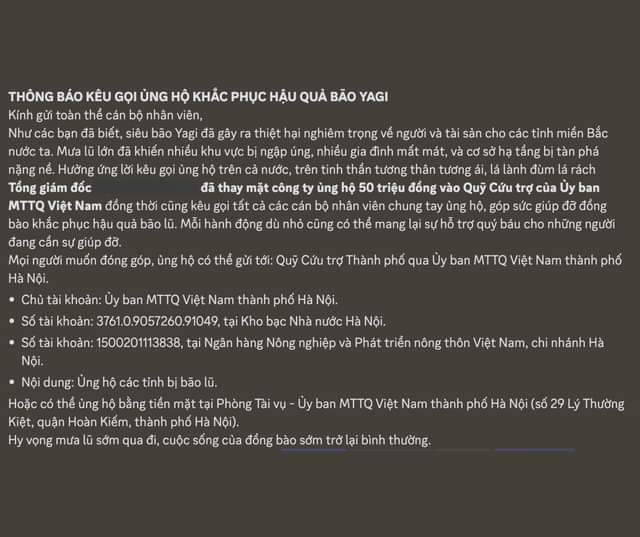 THÔNG BÁO KÊU GỌI ỦNG HỘ KHẮC PHỤC HẬU QUẢ BÃO YAGI
Kính gửi toàn thể cán bộ nhân viên,
Như các bạn đã biết, siêu bão Yagi đã gây ra thiệt hại nghiêm trọng về người và tài sản cho các tỉnh miền Bắc
nước ta. Mưa lũ lớn đã khiến nhiều khu vực bị ngập úng, nhiều gia đình mất mát, và cơ sở hạ tầng bị tàn phá
nặng nề. Hưởng ứng lời kêu gọi ủng hộ trên cả nước, trên tinh thần tương thân tương ái, lá lành đùm lá rách
Tổng giám đốc đã thay mặt công ty ủng hộ 50 triệu đồng vào Quỹ Cứu trợ của Ủy ban
MTTQ Việt Nam đồng thời cũng kêu gọi tất cả các cán bộ nhân viên chung tay ủng hộ, góp sức giúp đỡ đồng
bào khắc phục hậu quả bão lũ. Mỗi hành động dù nhỏ cũng có thể mang lại sự hỗ trợ quý báu cho những người
đang cần sự giúp đỡ.
Mọi người muốn đóng góp, ủng hộ có thể gửi tới: Quỹ Cứu trợ Thành phố qua Ủy ban MTTQ Việt Nam thành phố
Hà Nội.
• Chủ tài khoản: Ủy ban MTTQ Việt Nam thành phố Hà Nội.
• Số tài khoản: 3761.0.9057260.91049, tại Kho bạc Nhà nước Hà Nội.
• Số tài khoản: 1500201113838, tại Ngân hàng Nông nghiệp và Phát triển nông thôn Việt Nam, chi nhánh Hà
Nội.
• Nội dung: Ủng hộ các tỉnh bị bão lũ.
Hoặc có thể ủng hộ bằng tiền mặt tại Phòng Tài vụ - Ủy ban MTTQ Việt Nam thành phố Hà Nội (số 29 Lý Thường
Kiệt, quận Hoàn Kiếm, thành phố Hà Nội).
Hy vọng mưa lũ sớm qua đi, cuộc sống của đồng bào sớm trở lại bình thường.